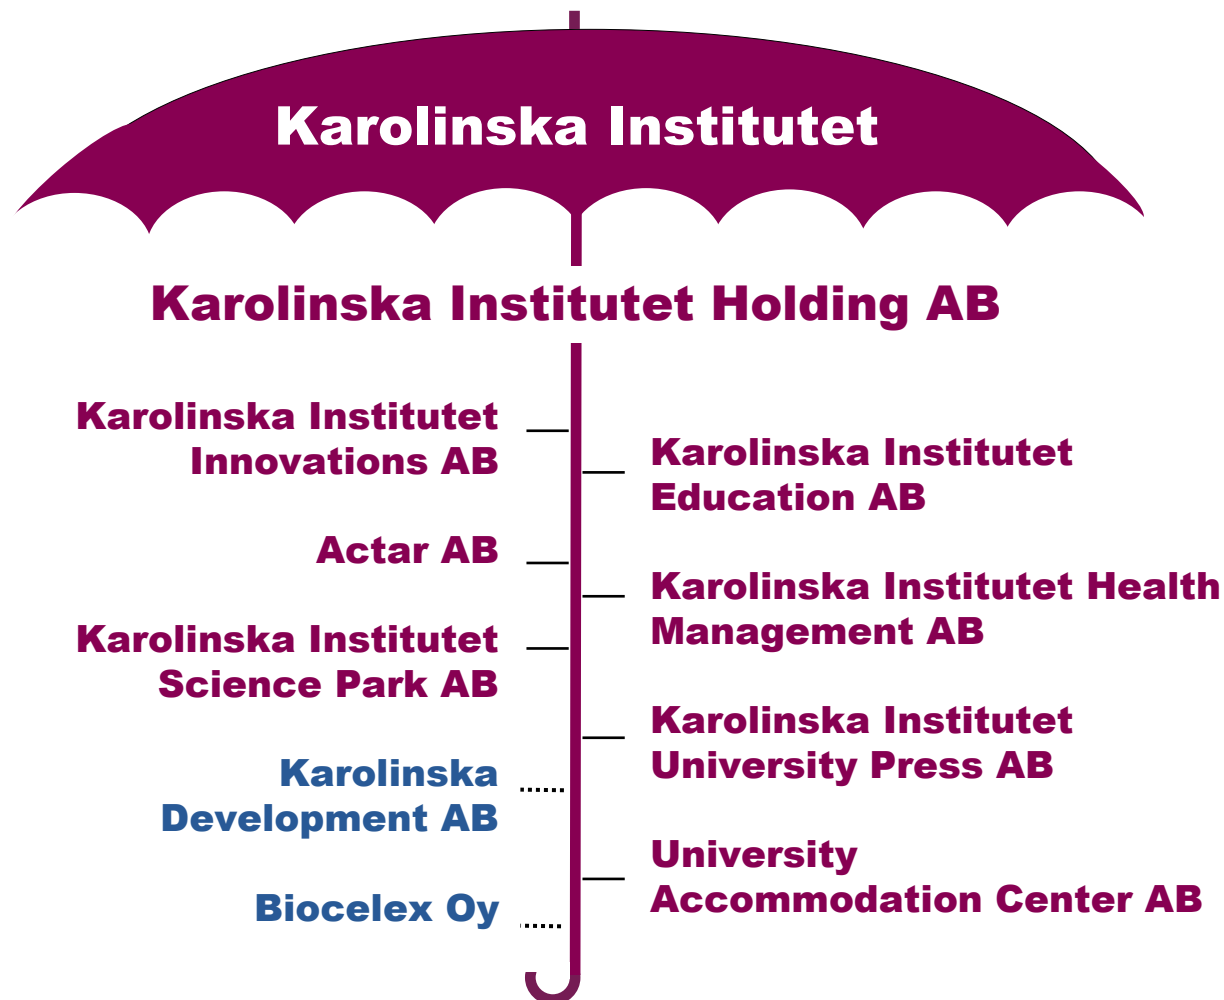 Karolinska Institutet
Karolinska Institutet Holding AB
Karolinska Institutet
Innovations AB
Actar AB
Karolinska Institutet
Science Park AB
Karolinska
Development AB
Biocelex Oy
Karolinska Institutet
Education AB
Karolinska Institutet Health
Management AB
Karolinska Institutet
University Press AB
University
Accommodation Center AB